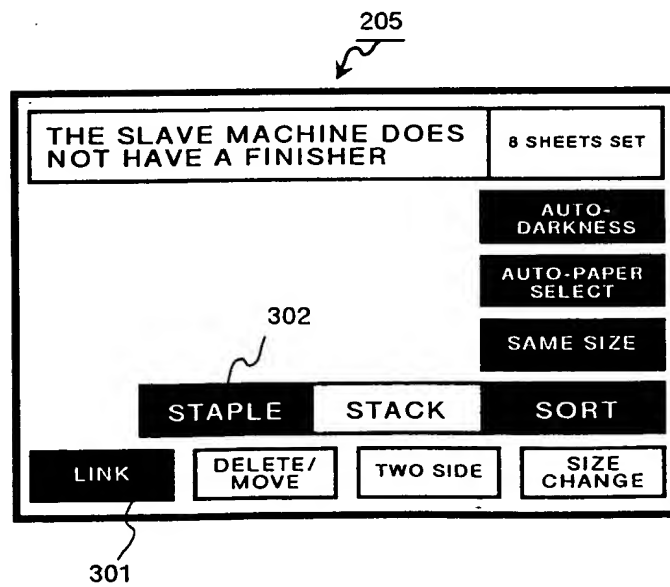 205
THE SLAVE MACHINE DOES
NOT HAVE A FINISHER
8 SHEETS SET
AUTO-
DARKNESS
AUTO-PAPER
SELECT
302
SAME SIZE
STAPLE STACK SORT
LINK
DELETE/
MOVE
TWO SIDE
SIZE
CHANGE
301